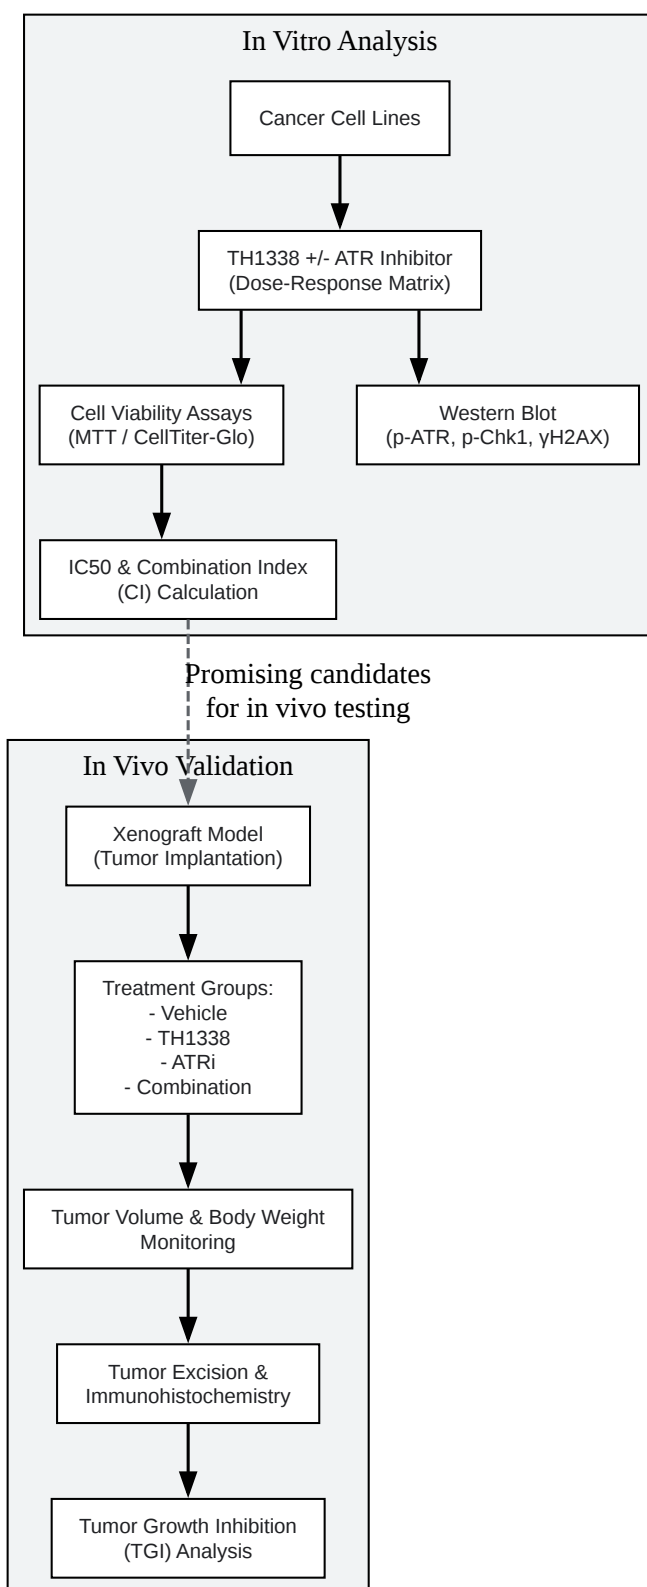 In Vitro Analysis
Cancer Cell Lines
TH1338 +/- ATR Inhibitor
(Dose-Response Matrix)
Cell Viability Assays
(MTT / CellTiter-Glo)
Western Blot
(p-ATR, p-Chk1, γH2AX)
IC50 & Combination Index
(CI) Calculation
Promising candidates
for in vivo testing
In Vivo Validation
Xenograft Model
(Tumor Implantation)
Treatment Groups:
- Vehicle
- TH1338
- ATRi
- Combination
Tumor Volume & Body Weight
Monitoring
Tumor Excision &
Immunohistochemistry
Tumor Growth Inhibition
(TGI) Analysis